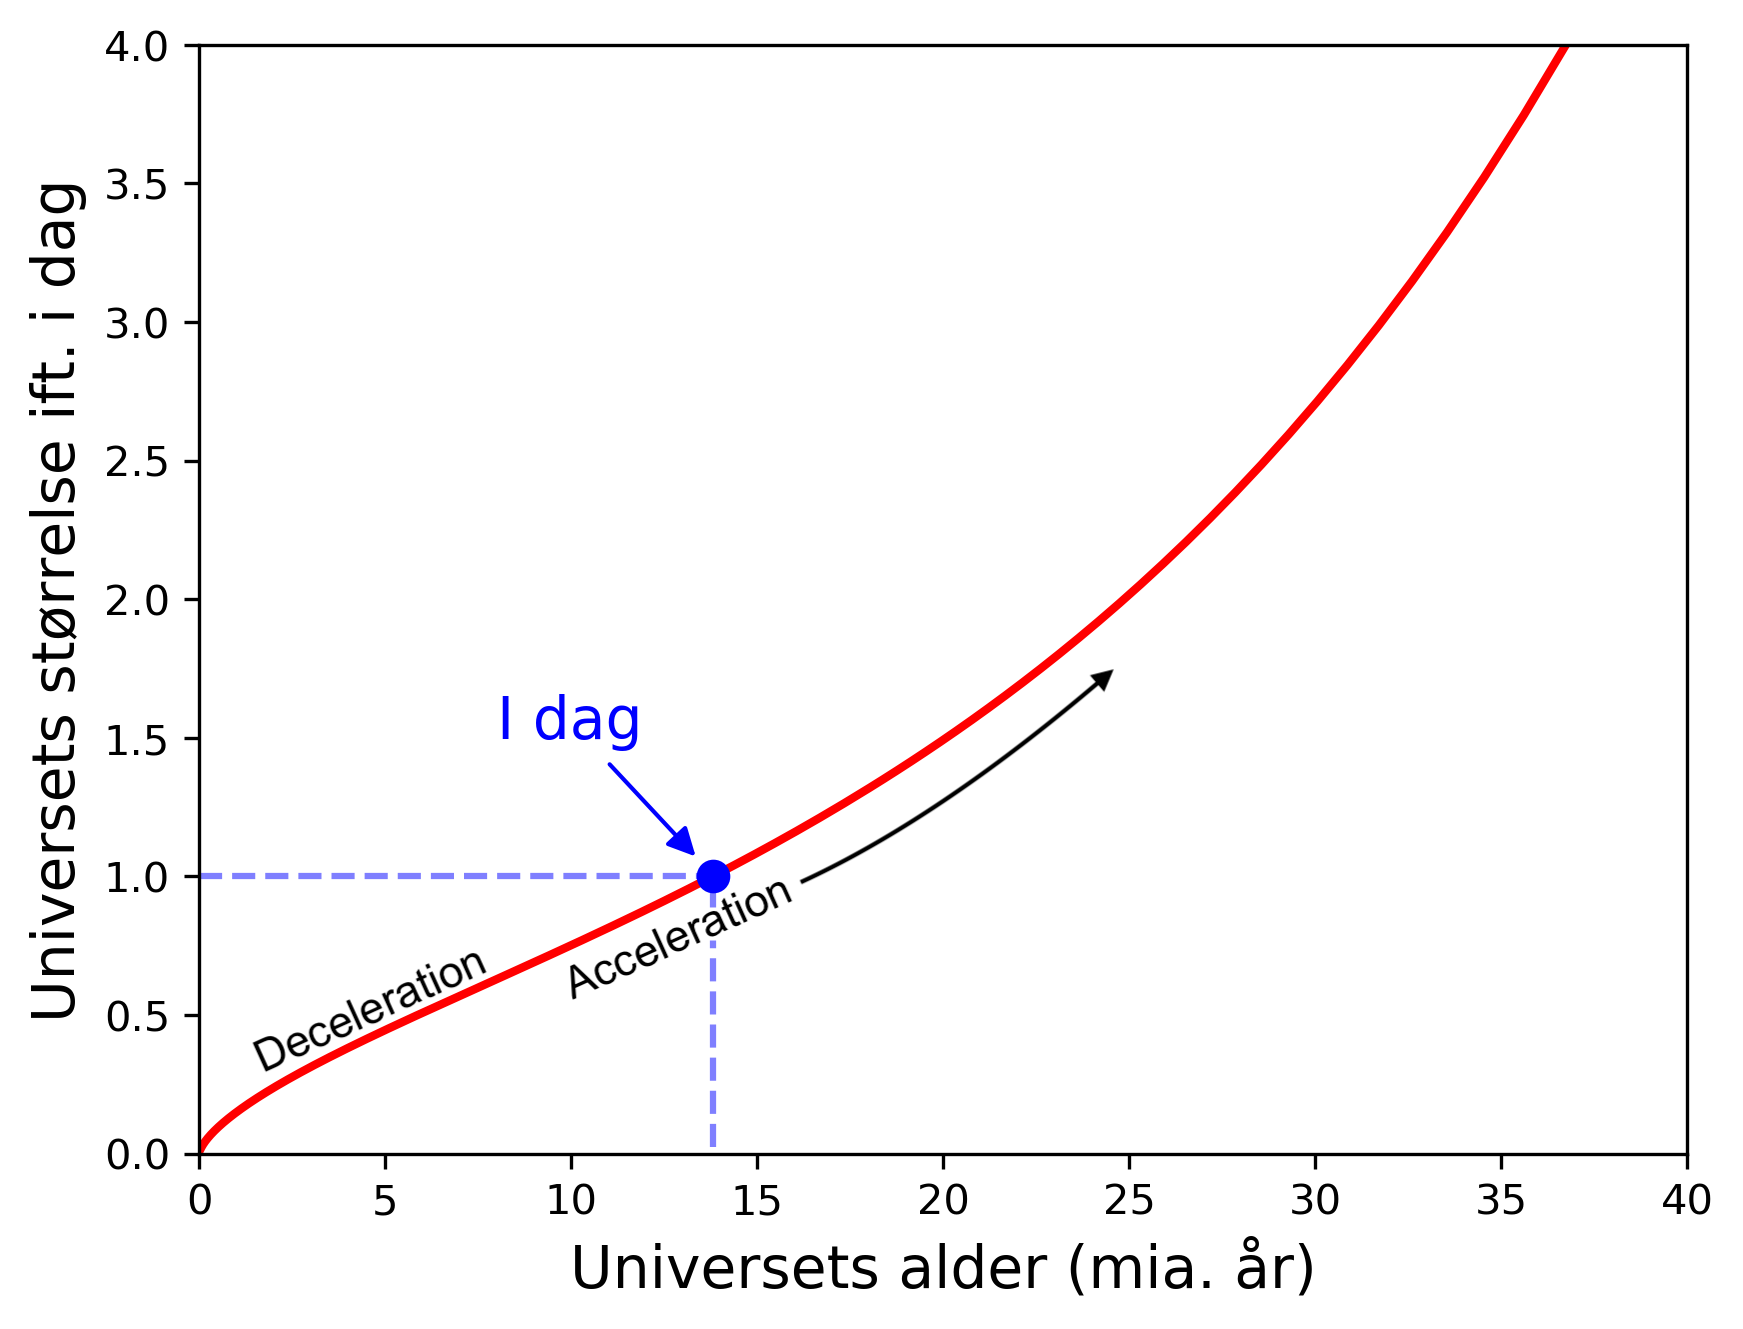 Universets størrelse ift. i dag
4.0
3.5
3.0
2.5
2.0
1.5
1.0
0.5
0.0
I dag
Deceleration
Acceleration
0 5 10 15 20 25 30 35 40
Universets alder (mia. år)